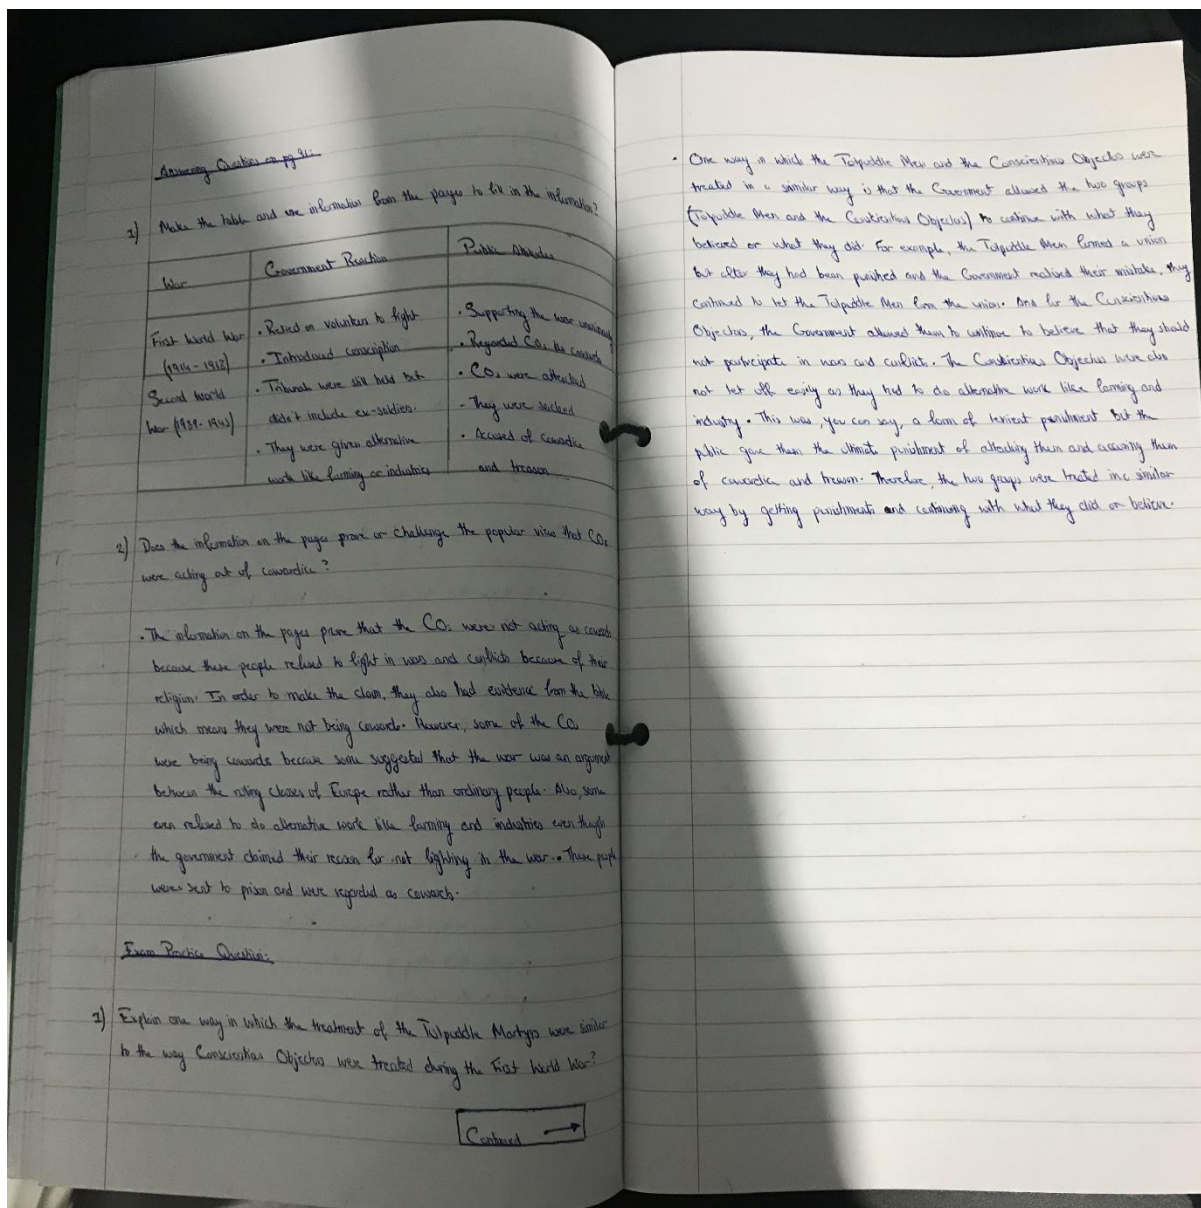 Answering Question on pg 91:
1) Make the table and use information from the pages to fill in the information?
War
Government Reaction
Public Attitudes
First World War
(1914-1918)
• Relied on volunteers to fight
• Introduced conscription
• Supporting the war
• Regarded COs as cowards
Second World
War (1939-1945)
• Tribunals were still held but
didn't include ex-soldiers.
• They were given alternative
work like farming or industries
• COs were attacked
- They were sacked
• Accused of cowardice
and treason
2) Does the information on the pages prove or challenge the popular view that COs
were acting out of cowardice?
• The information on the pages prove that the COs were not acting as cowards
because these people refused to fight in wars and conflicts because of their
religion. In order to make the claim, they also had evidence from the bible
which means they were not being cowards. However, some of the COs
were being cowards because some suggested that the war was an argument
between the ruling classes of Europe rather than ordinary people. Also, some
even refused to do alternative work like farming and industries even though
the government claimed their reason for not fighting in the war. These people
were sent to prison and were regarded as cowards.
Exam Practice Question:
1) Explain one way in which the treatment of the Tolpuddle Martyrs were similar
to the way Conscientious Objectors were treated during the First World War?
Continued →
• One way in which the Tolpuddle Men and the Conscientious Objectors were
treated in a similar way is that the Government allowed the two groups
(Tolpuddle Men and the Conscientious Objectors) to continue with what they
believed or what they did. For example, the Tolpuddle Men formed a union
but after they had been punished and the Government realised their mistake, they
continued to let the Tolpuddle Men form the union. And for the Conscientious
Objectors, the Government allowed them to continue to believe that they should
not participate in wars and conflicts. The Conscientious Objectors were also
not let off easily as they had to do alternative work like farming and
industry. This was, you can say, a form of lenient punishment but the
public gave them the ultimate punishment of attacking them and accusing them
of cowardice and treason. Therefore, the two groups were treated in a similar
way by getting punishments and continuing with what they did or believe.